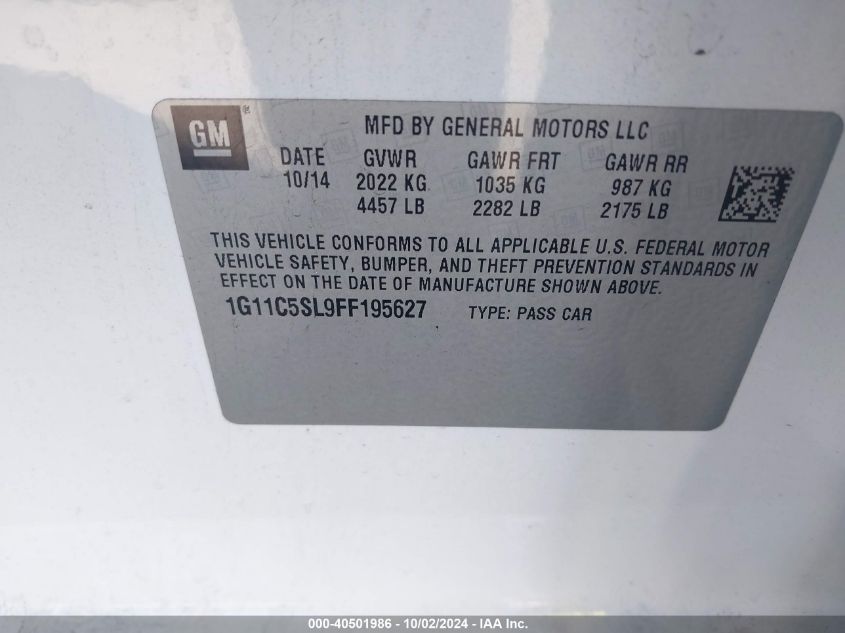 GM®
MFD BY GENERAL MOTORS LLC
DATE GVWR GAWR FRT GAWR RR
10/14 2022 KG 1035 KG 987 KG
4457 LB 2282 LB 2175 LB
THIS VEHICLE CONFORMS TO ALL APPLICABLE U.S. FEDERAL MOTOR
VEHICLE SAFETY, BUMPER, AND THEFT PREVENTION STANDARDS IN
EFFECT ON THE DATE OF MANUFACTURE SHOWN ABOVE.
1G11C5SL9FF195627 TYPE: PASS CAR
000-40501986 - 10/02/2024 - IAA Inc.